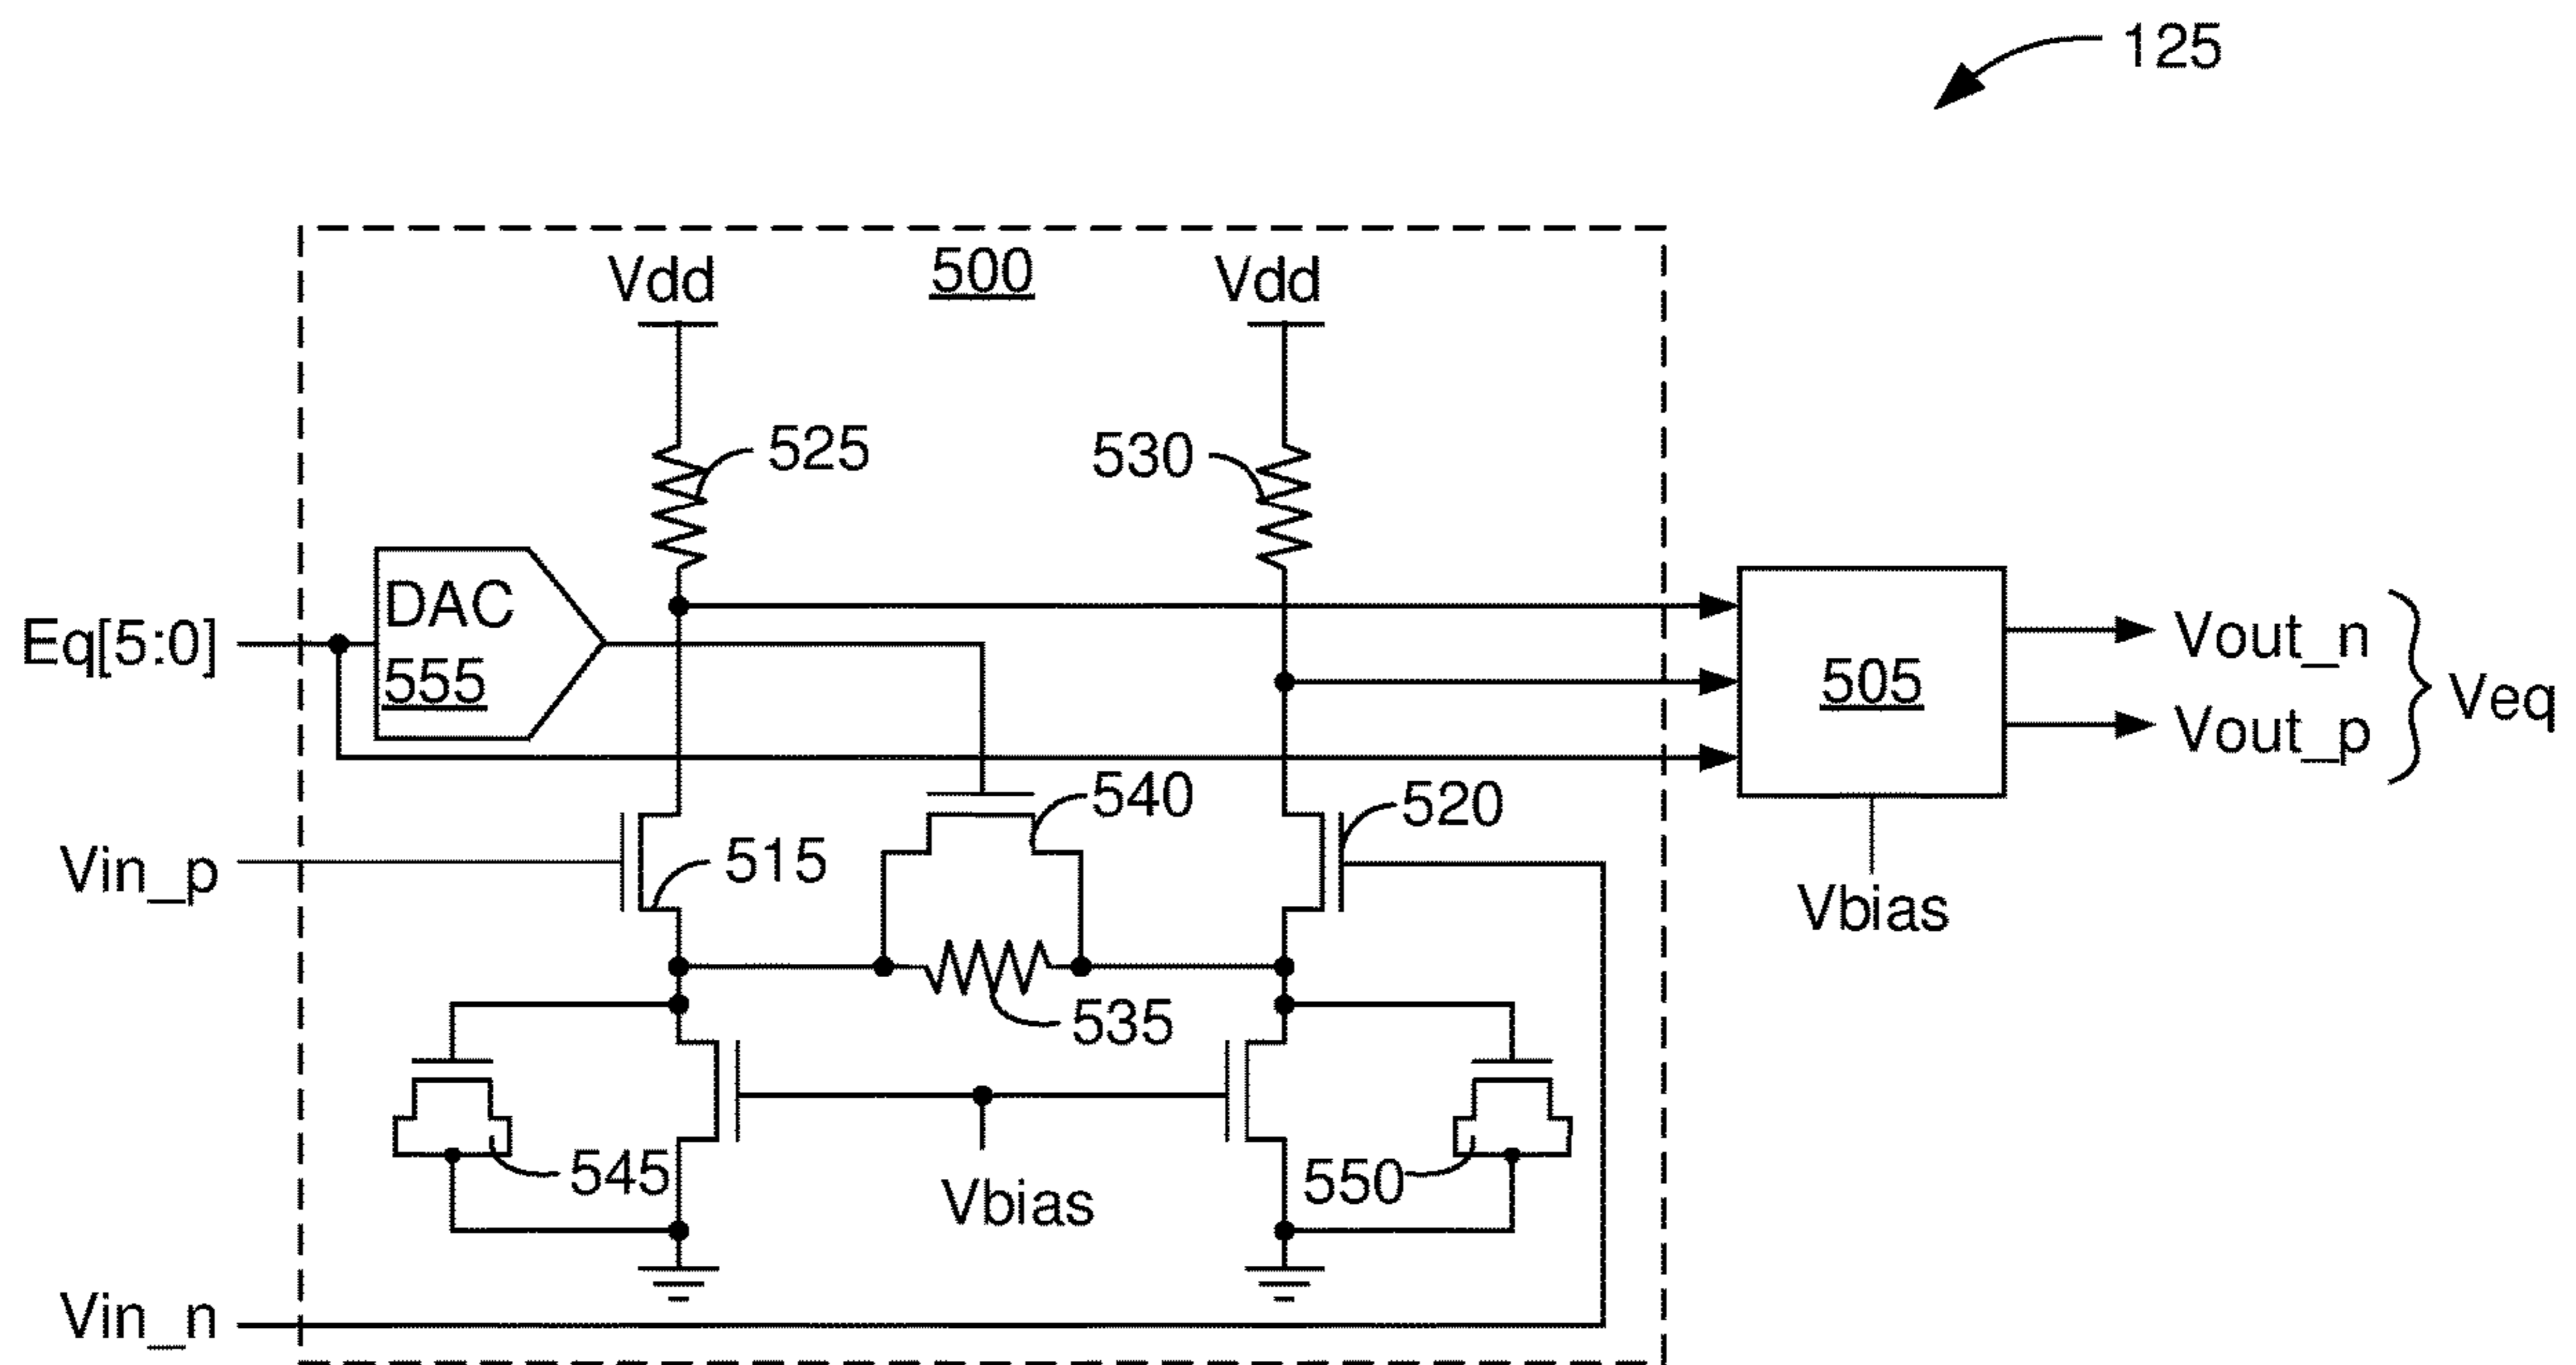 125
Vdd
500
Vdd
525
530
DAC
555
Eq[5:0]
Vout_n
505
Vout_p
Veq
540
520
515
Vin_p
Vbias
535
545
Vbias
550
Vin_n